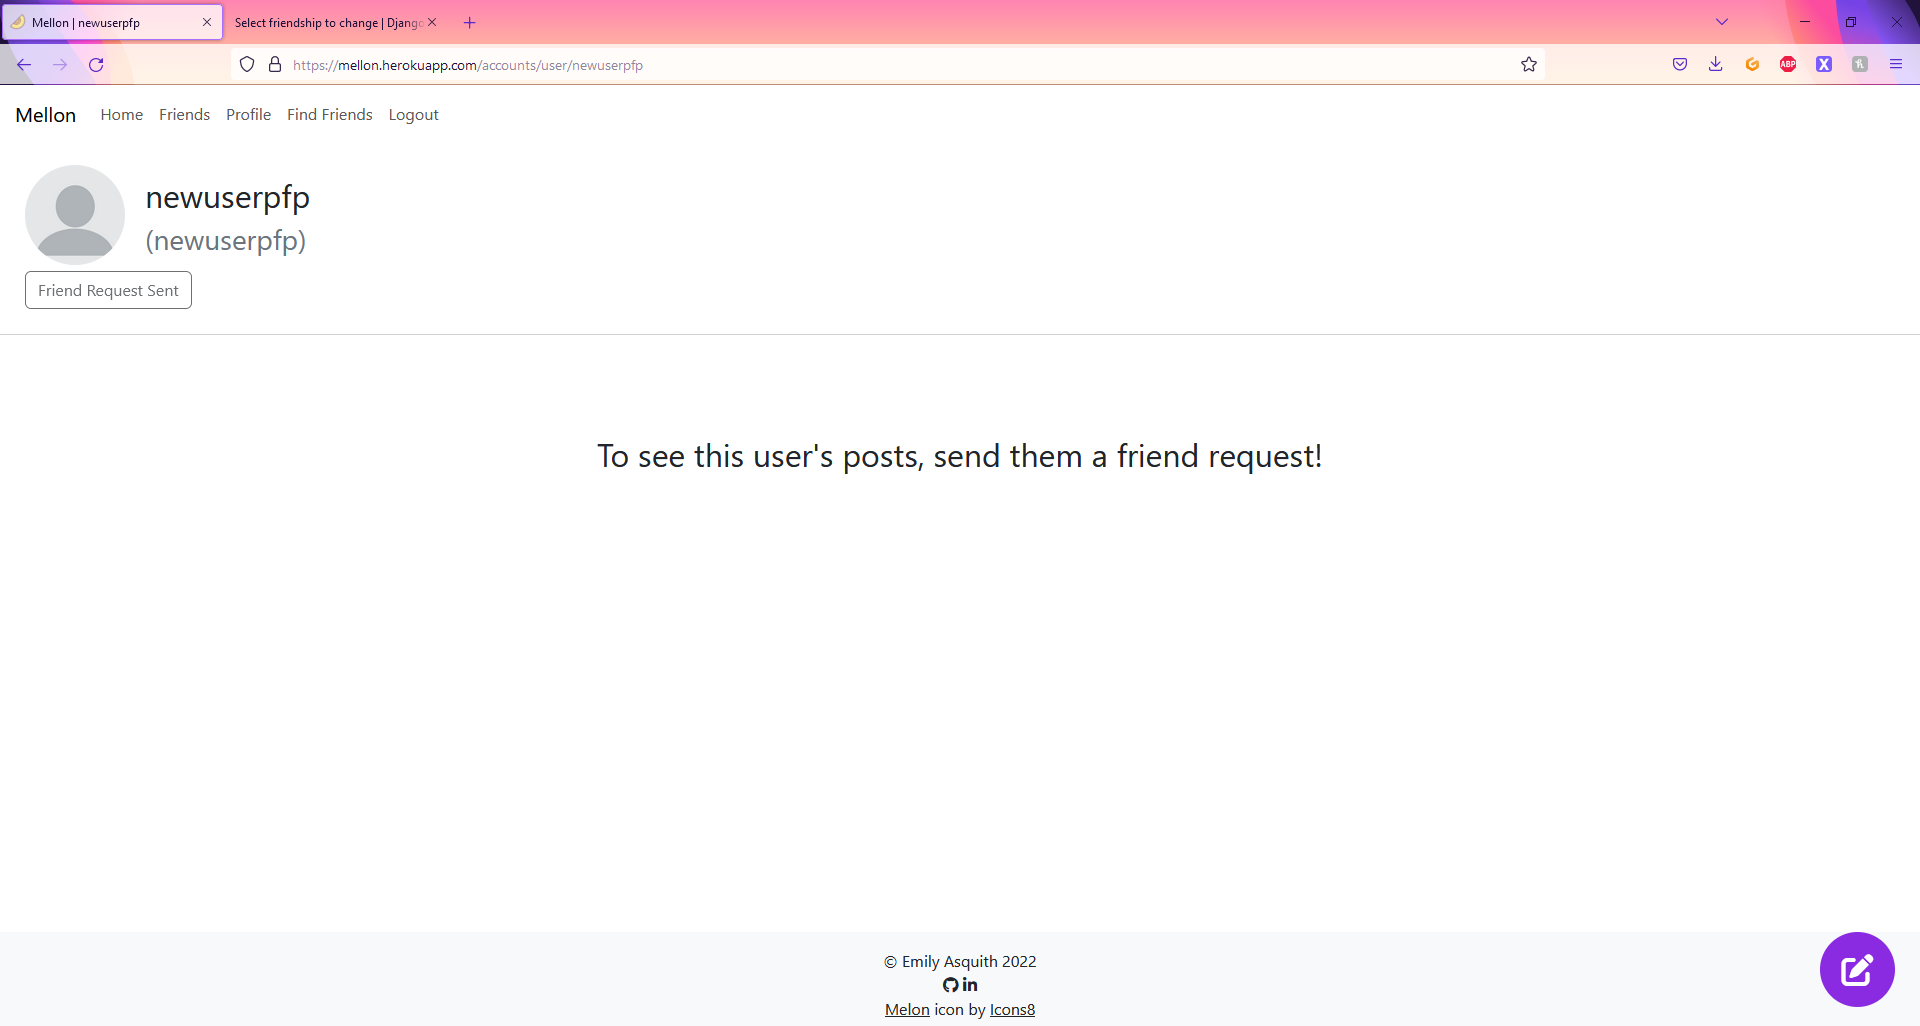 Mellon | newuserpfp
Select friendship to change | Django
https://mellon.herokuapp.com/accounts/user/newuserpfp
ABP
Mellon Home Friends Profile Find Friends Logout
newuserpfp
(newuserpfp)
Friend Request Sent
To see this user's posts, send them a friend request!
© Emily Asquith 2022
Melon icon by Icons8